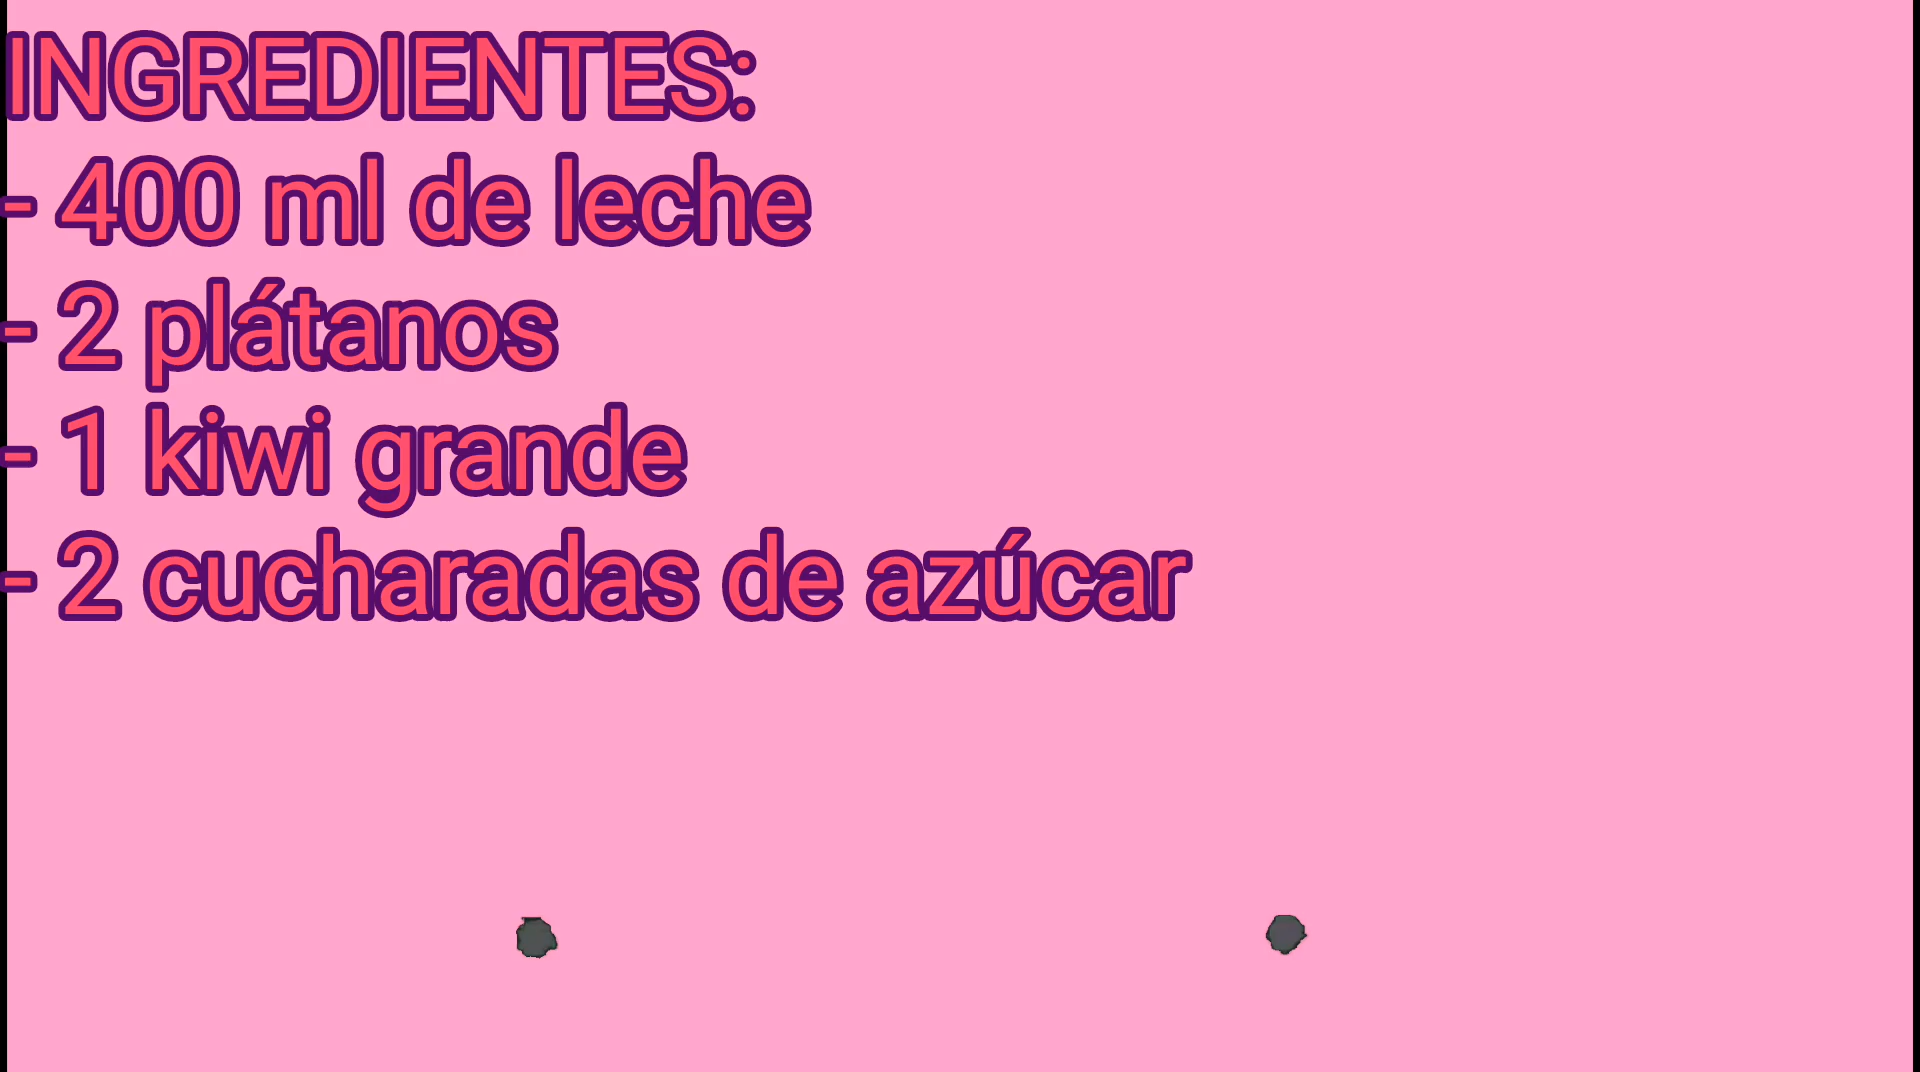 INGREDIENTES:
- 400 ml de leche
- 2 plátanos
- 1 kiwi grande
- 2 cucharadas de azúcar